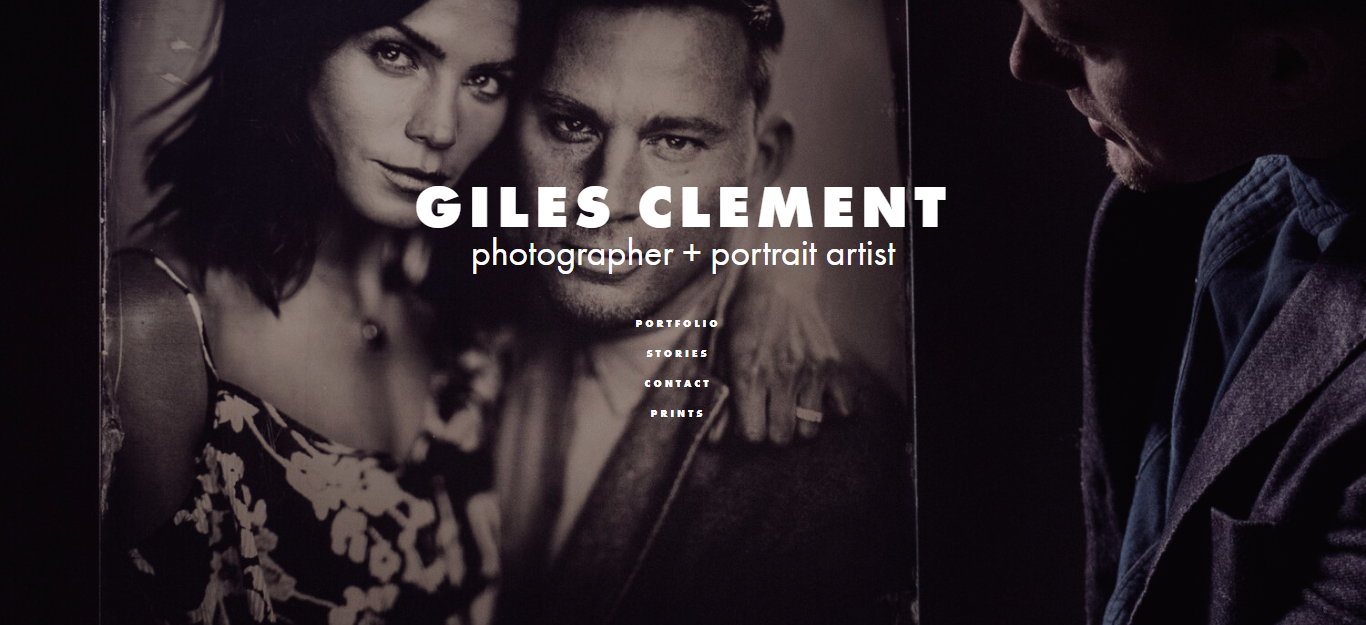 GILES CLEMENT
photographer + portrait artist
PORTFOLIO
STORIES
CONTACT
PRINTS